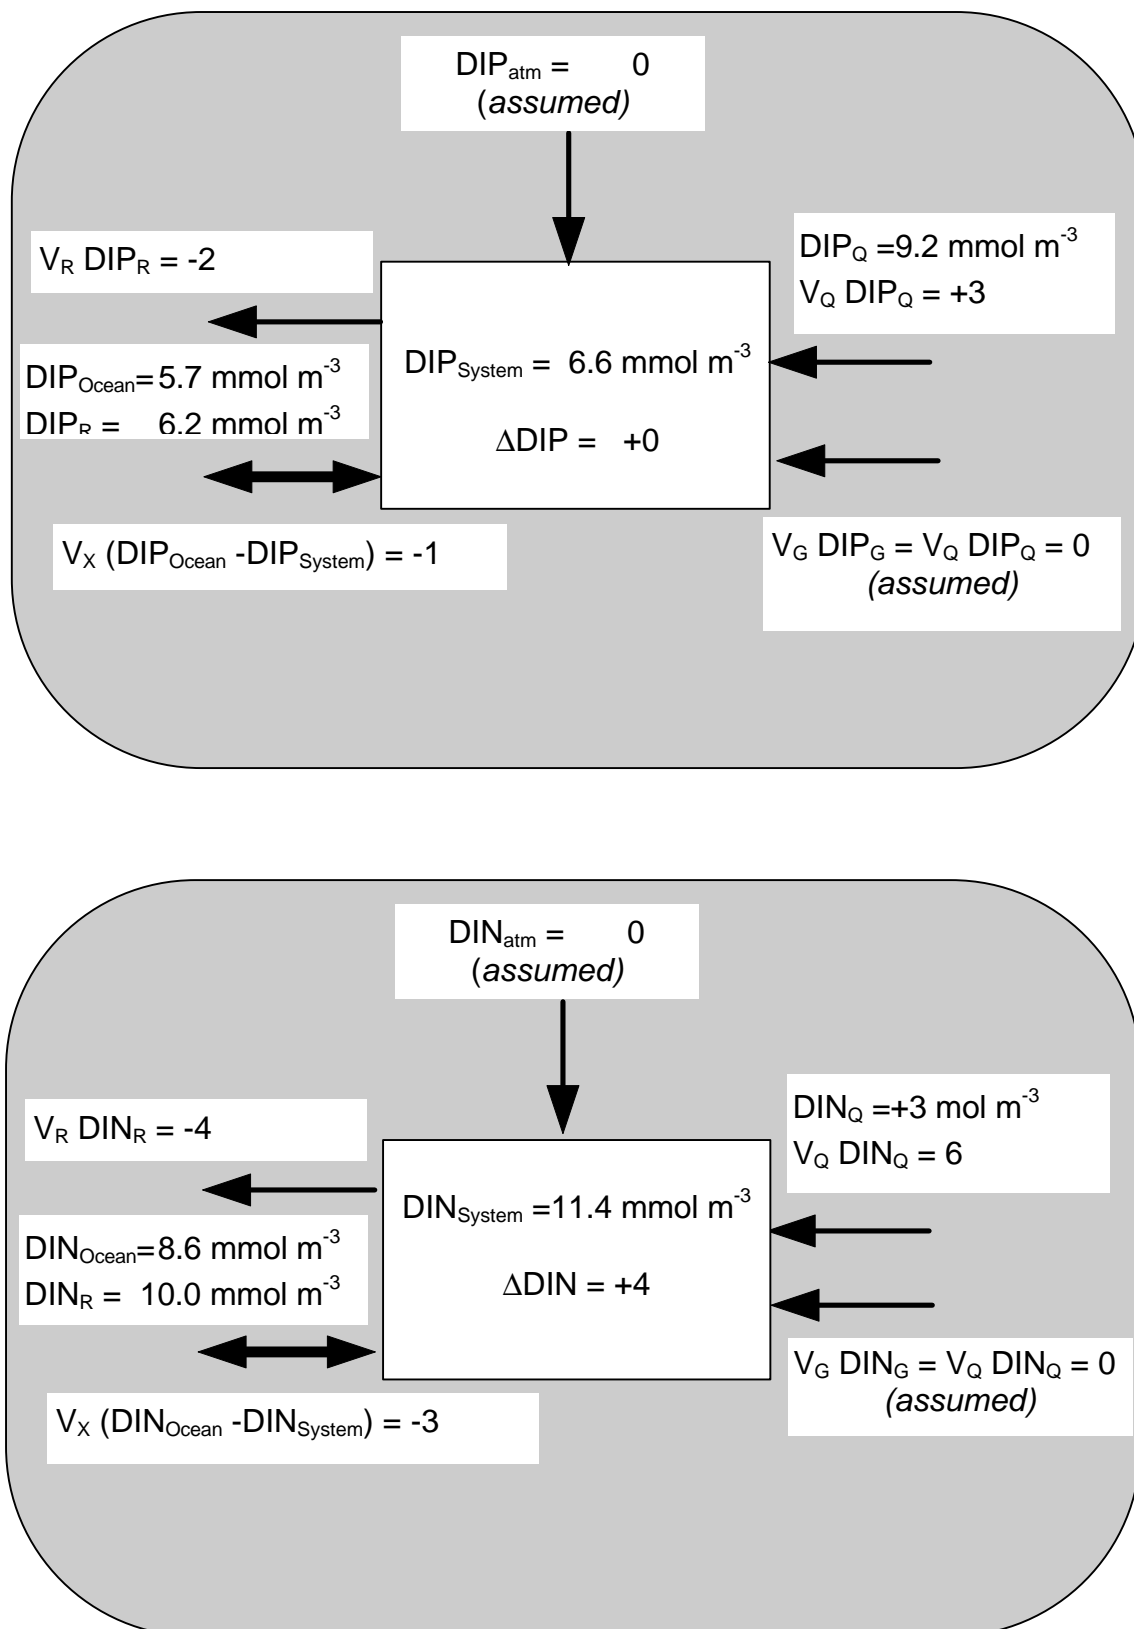 DIPatm = 0
(assumed)
VR DIPR = -2
DIPQ =9.2 mmol m-3
VQ DIPQ = +3
DIPOcean= 5.7 mmol m-3
DIPR = 6.2 mmol m-3
DIPSystem = 6.6 mmol m-3
ΔDIP = +0
VX (DIPOcean -DIPSystem) = -1
VG DIPG = VQ DIPQ = 0
(assumed)
DINatm = 0
(assumed)
VR DINR = -4
DINQ =+3 mol m-3
VQ DINQ = 6
DINOcean= 8.6 mmol m-3
DINR = 10.0 mmol m-3
DINSystem =11.4 mmol m-3
ΔDIN = +4
VX (DINOcean -DINSystem) = -3
VG DING = VQ DINQ = 0
(assumed)